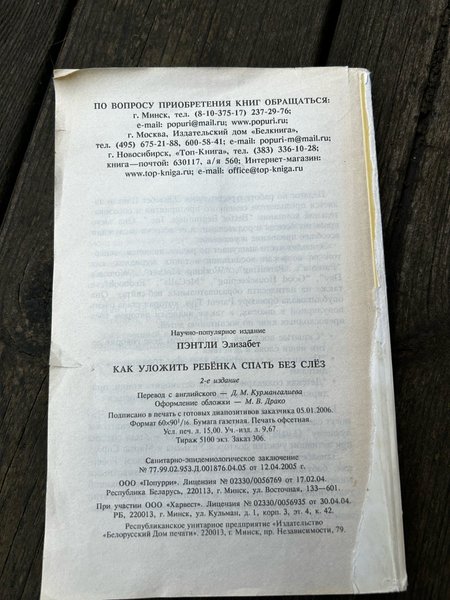 ПО ВОПРОСУ ПРИОБРЕТЕНИЯ КНИГ ОБРАЩАТЬСЯ:
г. Минск, тел. (8-10-375-17) 237-29-76;
e-mail: popuri@mail.ru; www.popuri.ru;
г. Москва, Издательский дом «Белкнига»,
тел. (495) 675-21-88, 600-58-41; popuri-m@mail.ru;
г. Новосибирск, «Топ-Книга», тел. (383) 336-10-28;
книга—почтой: 630117, а/я 560; Интернет-магазин:
www.top-kniga.ru; e-mail: office@top-kniga.ru
Научно-популярное издание
ПЭНТЛИ Элизабет
КАК УЛОЖИТЬ РЕБЁНКА СПАТЬ БЕЗ СЛЁЗ
2-е издание
Перевод с английского — Д. М. Курмангалиева
Оформление обложки — М. В. Драко
Подписано в печать с готовых диапозитивов заказчика 05.01.2006.
Формат 60×90¹/₁₆. Бумага газетная. Печать офсетная.
Усл. печ. л. 15,00. Уч.-изд. л. 9,67
Тираж 5100 экз. Заказ 306.
Санитарно-эпидемиологическое заключение
№ 77.99.02.953.Д.001876.04.05 от 12.04.2005 г.
ООО «Попурри». Лицензия № 02330/0056769 от 17.02.04.
Республика Беларусь, 220113, г. Минск, ул. Восточная, 133—601.
При участии ООО «Харвест». Лицензия № 02330/0056935 от 30.04.04.
РБ, 220013, г. Минск, ул. Кульман, д. 1, корп. 3, эт. 4, к. 42.
Республиканское унитарное предприятие «Издательство
«Белорусский Дом печати». 220013, г. Минск, пр. Независимости, 79.